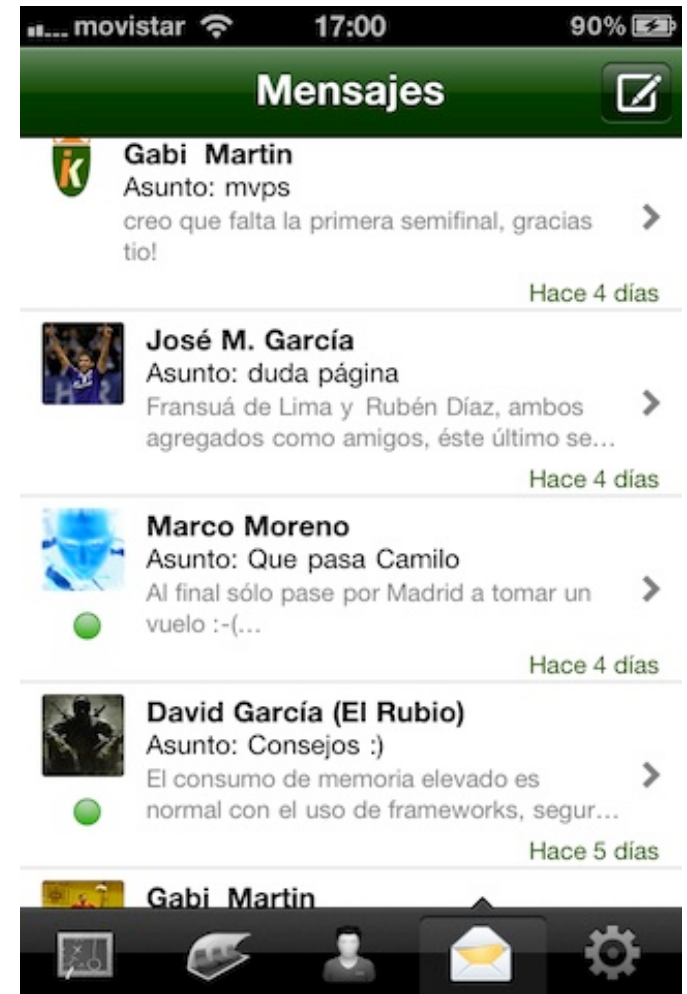 movistar 17:00 90%
Mensajes
Gabi Martin
Asunto: mvps
creo que falta la primera semifinal, gracias
tio!
Hace 4 días
José M. García
Asunto: duda página
Fransuá de Lima y Rubén Díaz, ambos
agregados como amigos, éste último se...
Hace 4 días
Marco Moreno
Asunto: Que pasa Camilo
Al final sólo pase por Madrid a tomar un
vuelo :-(...
Hace 4 días
David García (El Rubio)
Asunto: Consejos :)
El consumo de memoria elevado es
normal con el uso de frameworks, segur...
Hace 5 días
Gabi Martin